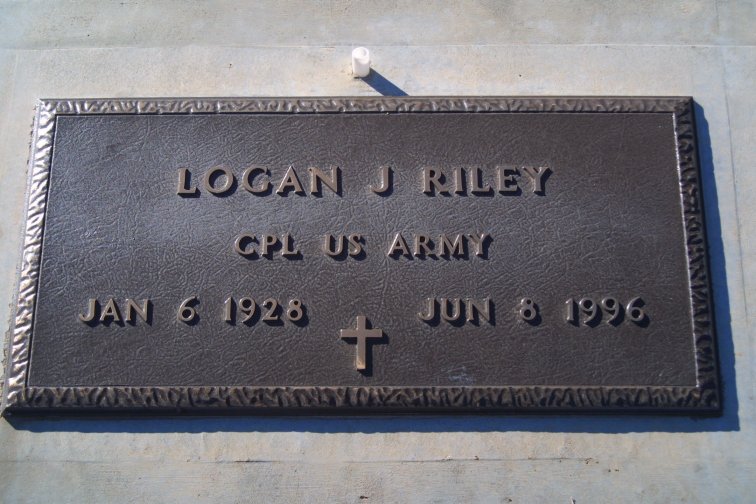 LOGAN J RILEY
CPL US ARMY
JAN 6 1928 JUN 8 1996